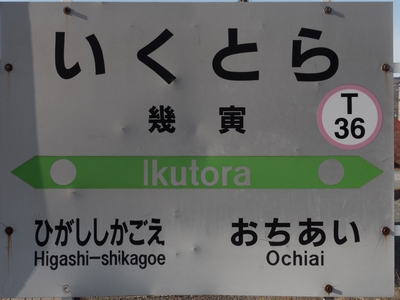 いくとら
幾寅
T
36
Ikutora
ひがししかごえ おちあい
Higashi-shikagoe Ochiai